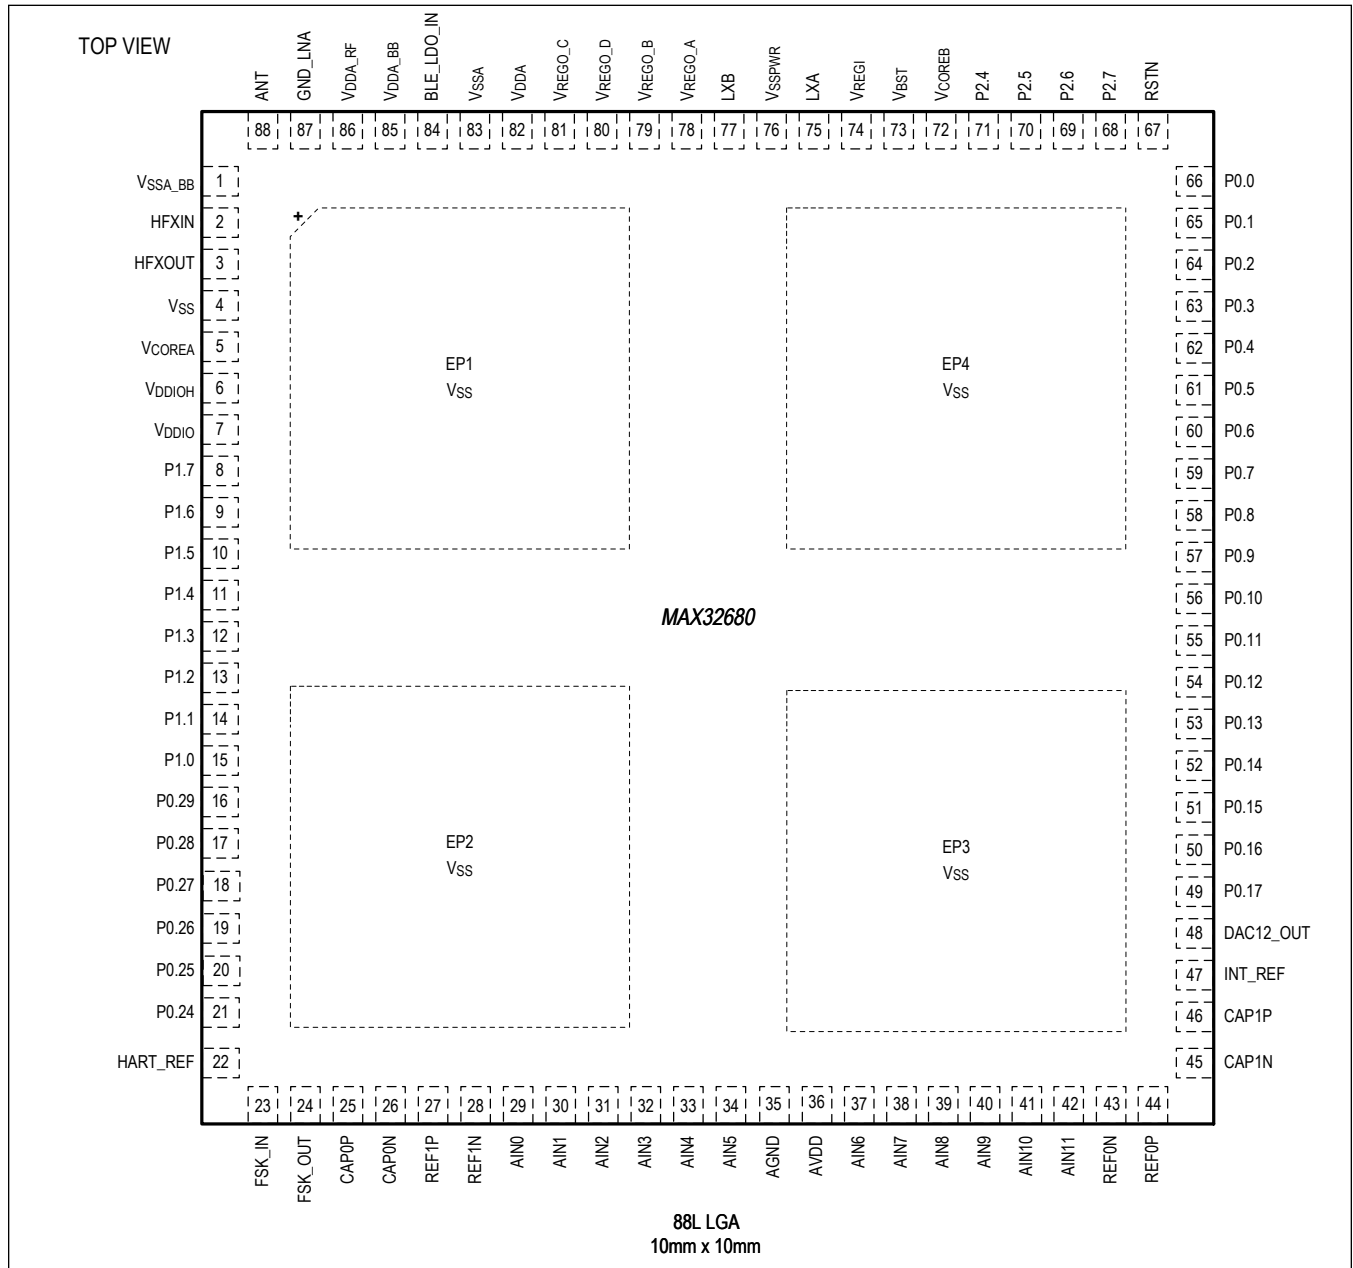 TOP VIEW
ANT
GND_LNA
VDDA_RF
VDDA_BB
BLE_LDO_IN
VSSA
VDDA
VREGO_C
VREGO_D
VREGO_B
VREGO_A
LXB
VSSPWR
LXA
VREGI
VBST
VCOREB
P2.4
P2.5
P2.6
P2.7
RSTN
88 87 86 85 84 83 82 81 80 79 78 77 76 75 74 73 72 71 70 69 68 67
VSSA_BB 1
HFXIN 2
HFXOUT 3
VSS 4
VCOREA 5
VDDIOH 6
VDDIO 7
P1.7 8
P1.6 9
P1.5 10
P1.4 11
P1.3 12
P1.2 13
P1.1 14
P1.0 15
P0.29 16
P0.28 17
P0.27 18
P0.26 19
P0.25 20
P0.24 21
HART_REF 22
+
EP1
VSS
EP4
VSS
MAX32680
EP2
VSS
EP3
VSS
66 P0.0
65 P0.1
64 P0.2
63 P0.3
62 P0.4
61 P0.5
60 P0.6
59 P0.7
58 P0.8
57 P0.9
56 P0.10
55 P0.11
54 P0.12
53 P0.13
52 P0.14
51 P0.15
50 P0.16
49 P0.17
48 DAC12_OUT
47 INT_REF
46 CAP1P
45 CAP1N
23 24 25 26 27 28 29 30 31 32 33 34 35 36 37 38 39 40 41 42 43 44
FSK_IN
FSK_OUT
CAP0P
CAP0N
REF1P
REF1N
AIN0
AIN1
AIN2
AIN3
AIN4
AIN5
AGND
AVDD
AIN6
AIN7
AIN8
AIN9
AIN10
AIN11
REF0N
REF0P
88L LGA
10mm x 10mm